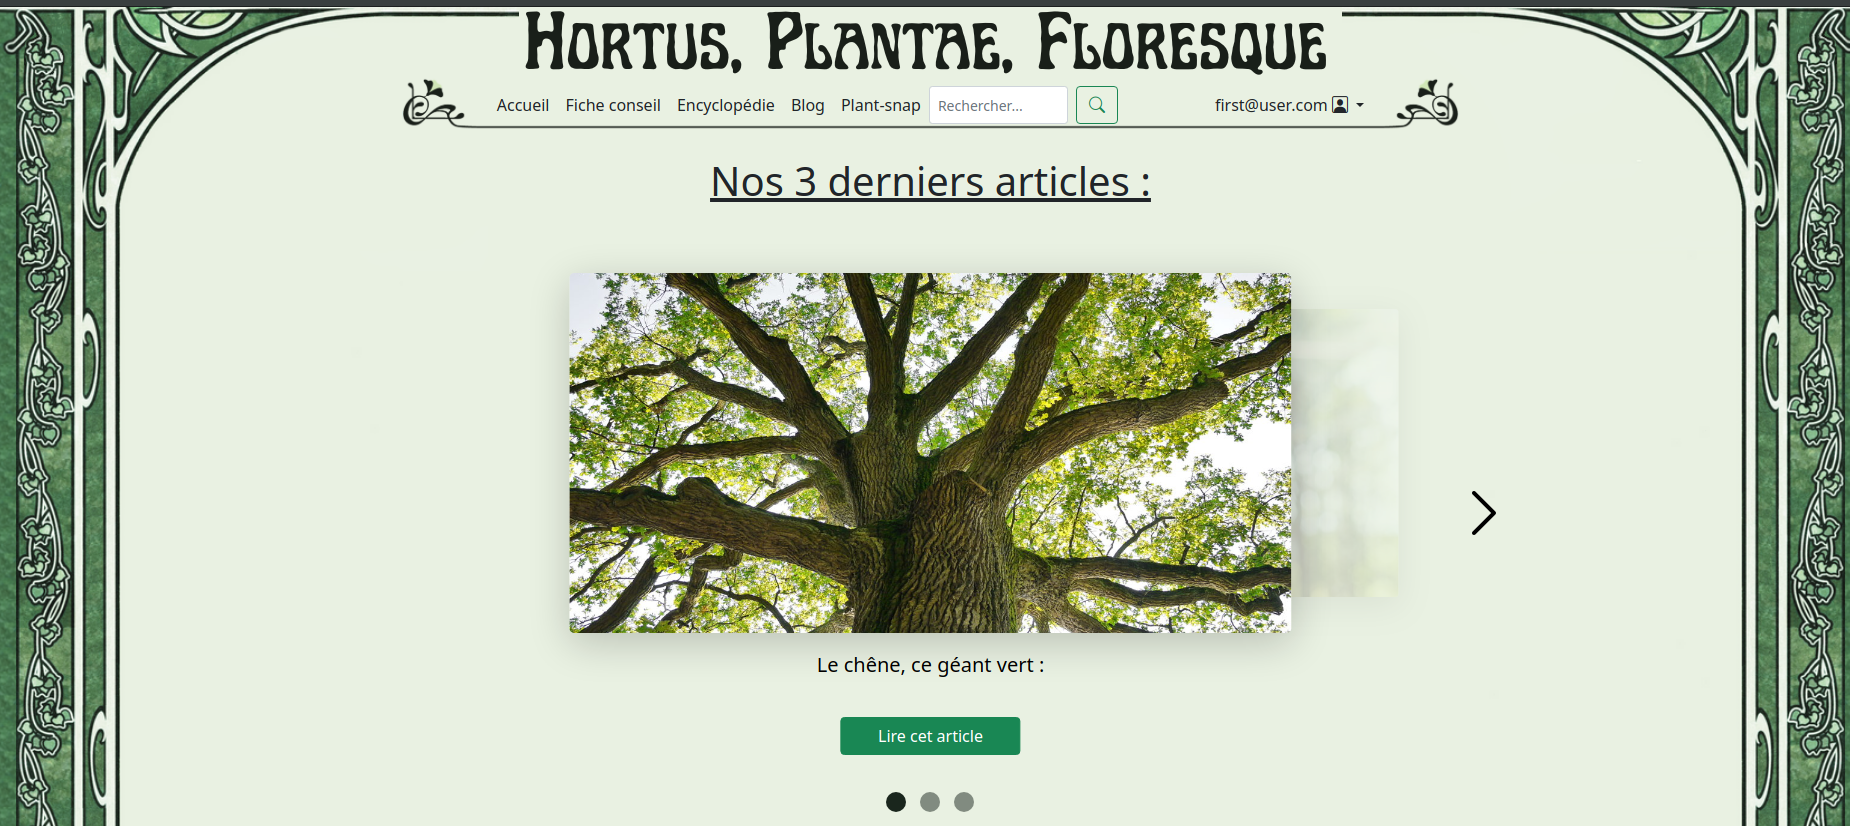 HORTUS, PLANTAE, FLORESQUE
Accueil Fiche conseil Encyclopédie Blog Plant-snap Rechercher... first@user.com
Nos 3 derniers articles :
Le chêne, ce géant vert :
Lire cet article